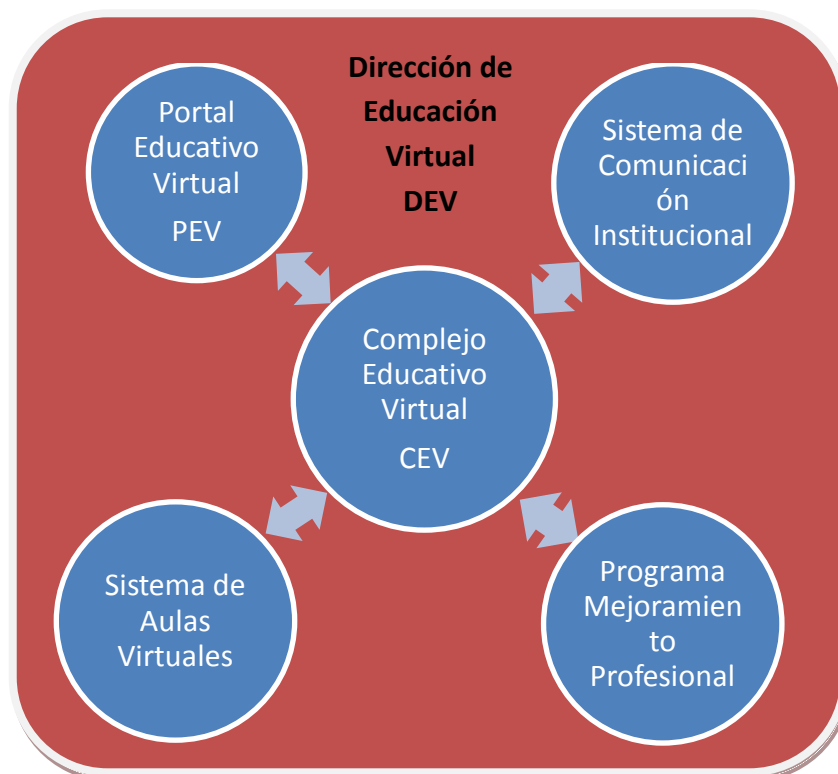 Dirección de
Educación
Virtual
DEV
Portal
Educativo
Virtual
PEV
Sistema de
Comunicaci
ón
Institucional
Complejo
Educativo
Virtual
CEV
Sistema de
Aulas
Virtuales
Programa
Mejoramien
to
Profesional